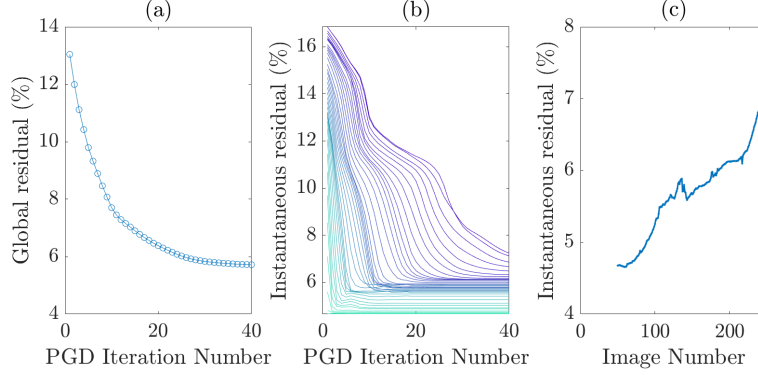 (a)
Global residual (%)
14
12
10
8
6
4
0
20
40
PGD Iteration Number
(b)
Instantaneous residual (%)
16
14
12
10
8
6
0
20
40
PGD Iteration Number
(c)
Instantaneous residual (%)
8
7
6
5
4
0
100
200
Image Number